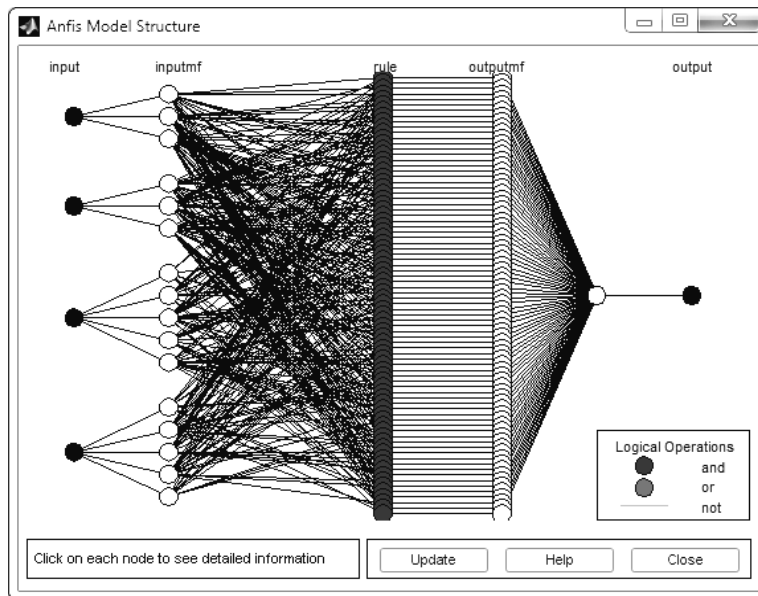 Anfis Model Structure
input inputmf rule outputmf output
Logical Operations
and
or
not
Click on each node to see detailed information
Update Help Close